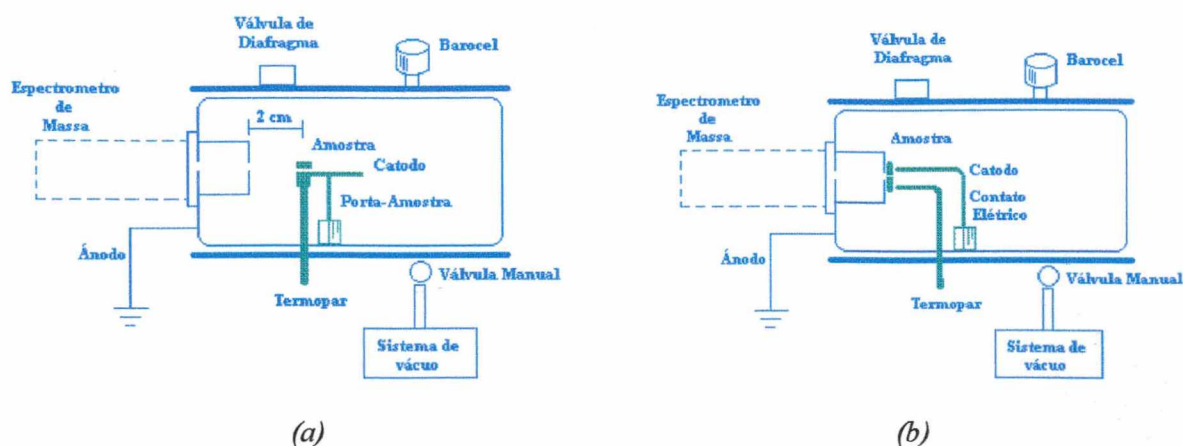 Válvula de
Diafragma
Barocel
Espectrometro
de
Massa
2 cm
Amostra
Catodo
Porta-Amostra
Ánodo
Válvula Manual
Termopar
Sistema de
vácuo
(a)
Válvula de
Diafragma
Barocel
Espectrometro
de
Massa
Amostra
Catodo
Contato
Elétrico
Ánodo
Válvula Manual
Termopar
Sistema de
vácuo
(b)